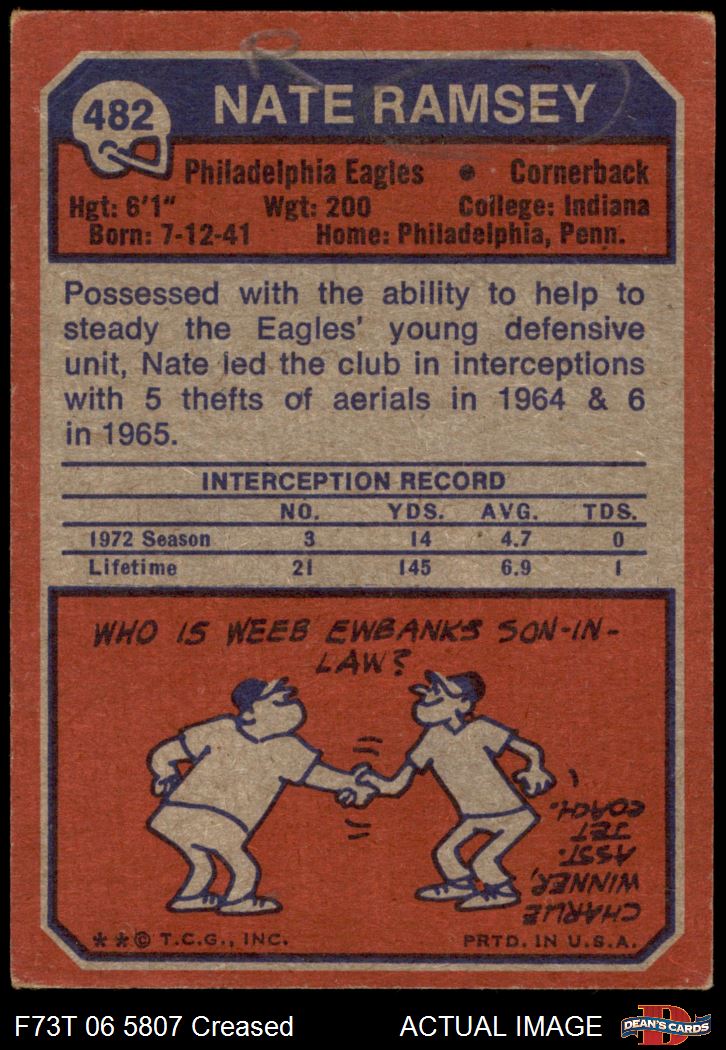 R
482
NATE RAMSEY
Philadelphia Eagles • Cornerback
Hgt: 6'1" Wgt: 200 College: Indiana
Born: 7-12-41 Home: Philadelphia, Penn.
Possessed with the ability to help to
steady the Eagles' young defensive
unit, Nate led the club in interceptions
with 5 thefts of aerials in 1964 & 6
in 1965.
INTERCEPTION RECORD
NO. YDS. AVG. TDS.
1972 Season 3 14 4.7 0
Lifetime 21 145 6.9 1
WHO IS WEEB EWBANKS SON-IN-
LAW?
CHARLIE
WINNER,
ASST.
JET
COACH.
**© T.C.G., INC. PRTD. IN U.S.A.
F73T 06 5807 Creased ACTUAL IMAGE
D
DEAN'S CARDS